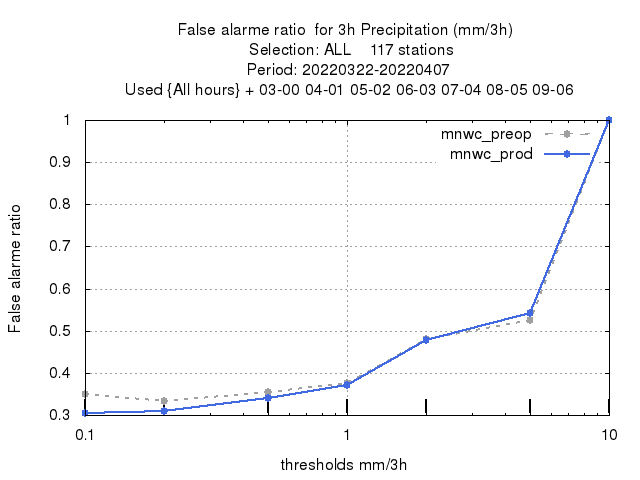 False alarme ratio  for 3h Precipitation (mm/3h)
Selection: ALL    117 stations
Period: 20220322-20220407
Used {All hours} + 03-00 04-01 05-02 06-03 07-04 08-05 09-06
mnwc_preop
mnwc_prod
1
0.9
0.8
0.7
0.6
0.5
0.4
0.3
False alarme ratio
0.1 1 10
thresholds mm/3h